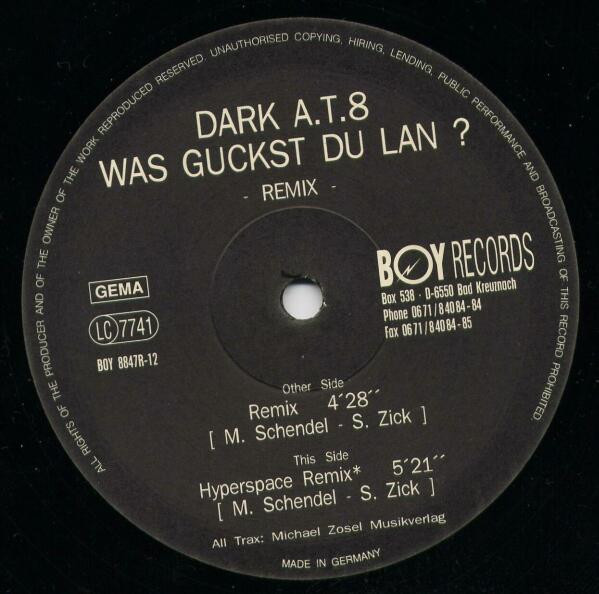 ALL RIGHTS OF THE PRODUCER AND OF THE OWNER OF THE WORK REPRODUCED RESERVED. UNAUTHORISED COPYING, HIRING, LENDING, PUBLIC PERFORMANCE AND BROADCASTING OF THIS RECORD PROHIBITED.
DARK A.T.8
WAS GUCKST DU LAN ?
- REMIX -
BOY RECORDS
Box 538 · D-6550 Bad Kreuznach
Phone 0671/84084-84
Fax 0671/84084-85
GEMA
LC 7741
BOY 8847R-12
Other Side
Remix 4´28´´
[ M. Schendel - S. Zick ]
This Side
Hyperspace Remix* 5´21´´
[ M. Schendel - S. Zick ]
All Trax: Michael Zosel Musikverlag
MADE IN GERMANY